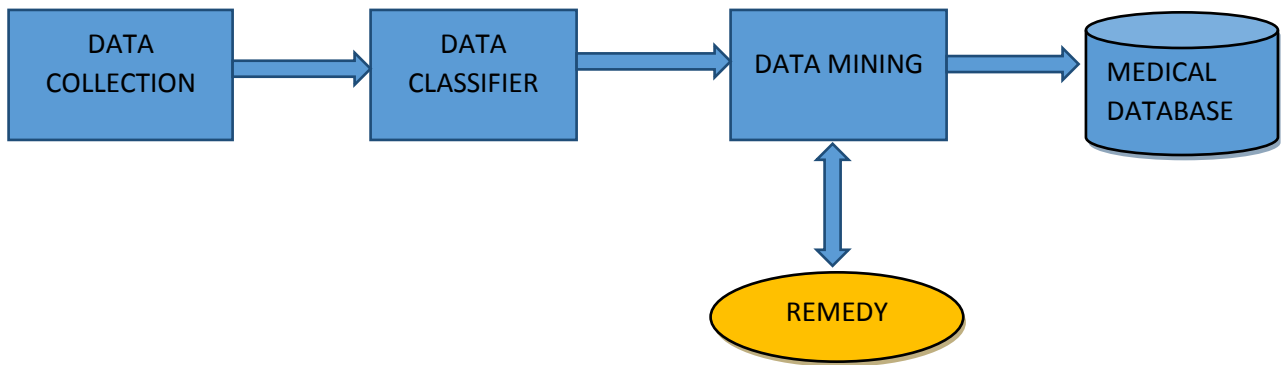 DATA
COLLECTION
DATA
CLASSIFIER
DATA MINING
MEDICAL
DATABASE
REMEDY